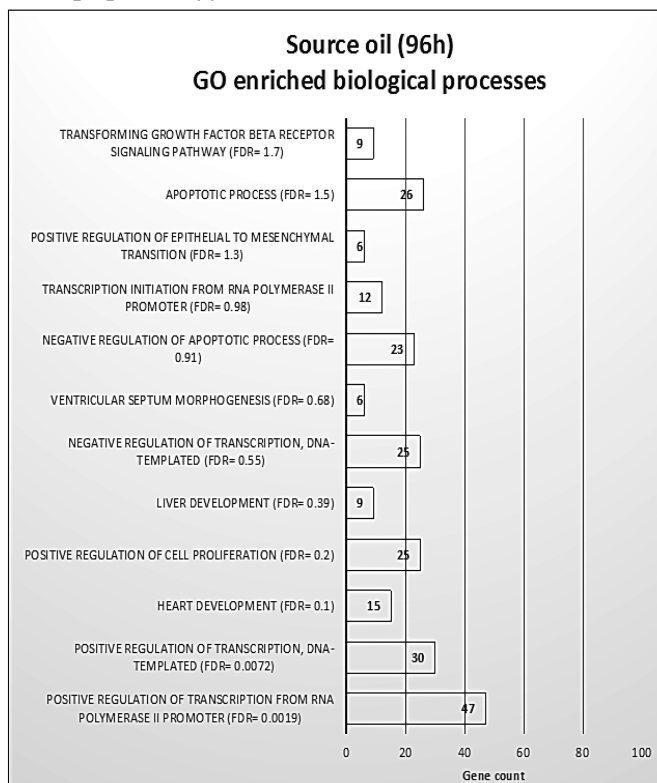 Source oil (96h)
GO enriched biological processes
TRANSFORMING GROWTH FACTOR BETA RECEPTOR
SIGNALING PATHWAY (FDR= 1.7)
9
APOPTOTIC PROCESS (FDR= 1.5)
26
POSITIVE REGULATION OF EPITHELIAL TO MESENCHYMAL
TRANSITION (FDR= 1.3)
6
TRANSCRIPTION INITIATION FROM RNA POLYMERASE II
PROMOTER (FDR= 0.98)
12
NEGATIVE REGULATION OF APOPTOTIC PROCESS (FDR=
0.91)
23
VENTRICULAR SEPTUM MORPHOGENESIS (FDR= 0.68)
6
NEGATIVE REGULATION OF TRANSCRIPTION, DNA-
TEMPLATED (FDR= 0.55)
25
LIVER DEVELOPMENT (FDR= 0.39)
9
POSITIVE REGULATION OF CELL PROLIFERATION (FDR= 0.2)
25
HEART DEVELOPMENT (FDR= 0.1)
15
POSITIVE REGULATION OF TRANSCRIPTION, DNA-
TEMPLATED (FDR= 0.0072)
30
POSITIVE REGULATION OF TRANSCRIPTION FROM RNA
POLYMERASE II PROMOTER (FDR= 0.0019)
47
0 20 40 60 80 100
Gene count